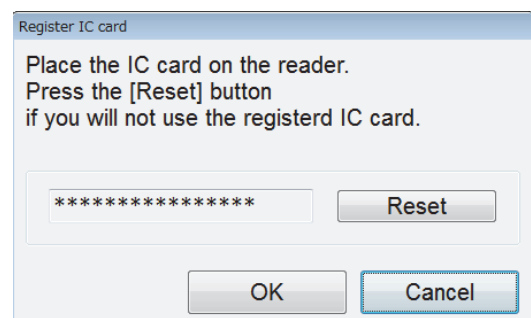 Register IC card
Place the IC card on the reader.
Press the [Reset] button
if you will not use the registerd IC card.
****************
Reset
OK
Cancel